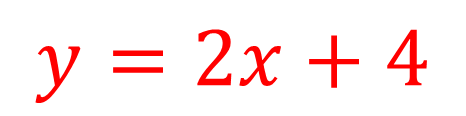 y = 2x + 4